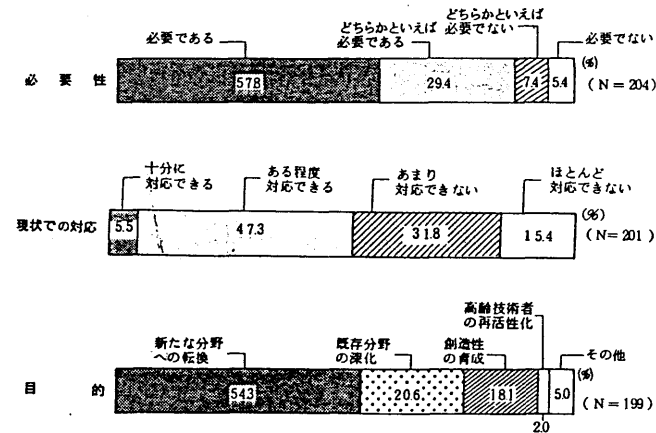 必要である
どちらかといえば
必要である
どちらかといえば
必要でない
必要でない
必要性
57.8
29.4
7.4
5.4
(%)
(N=204)
十分に
対応できる
ある程度
対応できる
あまり
対応できない
ほとんど
対応できない
現状での対応
5.5
47.3
31.8
15.4
(%)
(N=201)
新たな分野
への転換
既存分野
の深化
創造性
の育成
高齢技術者
の再活性化
その他
目的
54.3
20.6
18.1
2.0
5.0
(%)
(N=199)